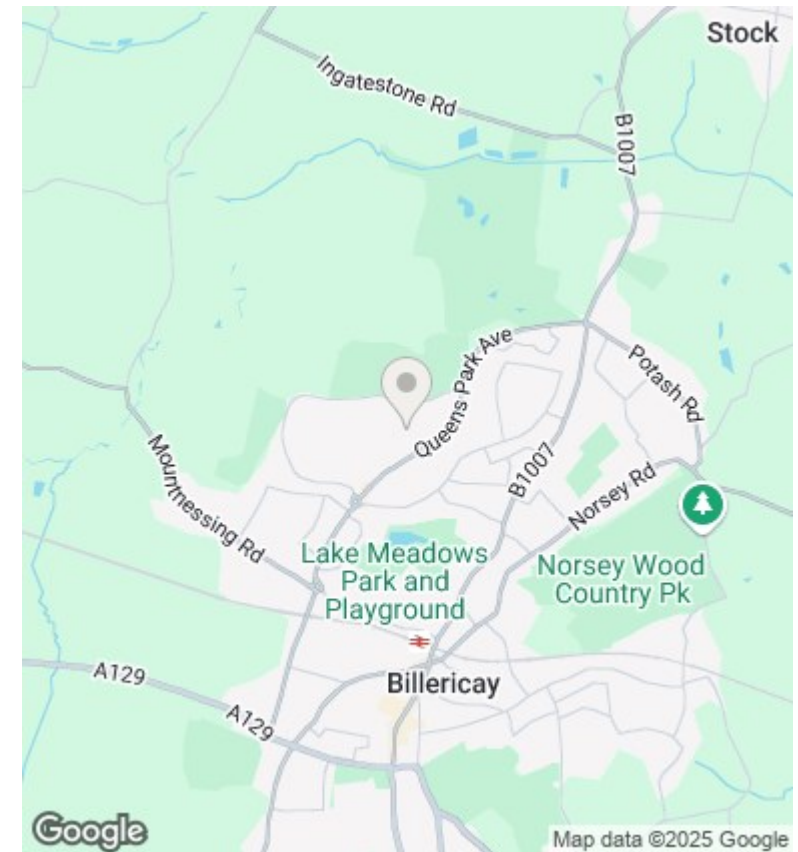 Stock
Ingatestone Rd
B1007
Queens Park Ave
Potash Rd
Mountnessing Rd
B1007
Norsey Rd
Lake Meadows
Park and
Playground
Norsey Wood
Country Pk
A129
Billericay
A129
Google
Map data ©2025 Google